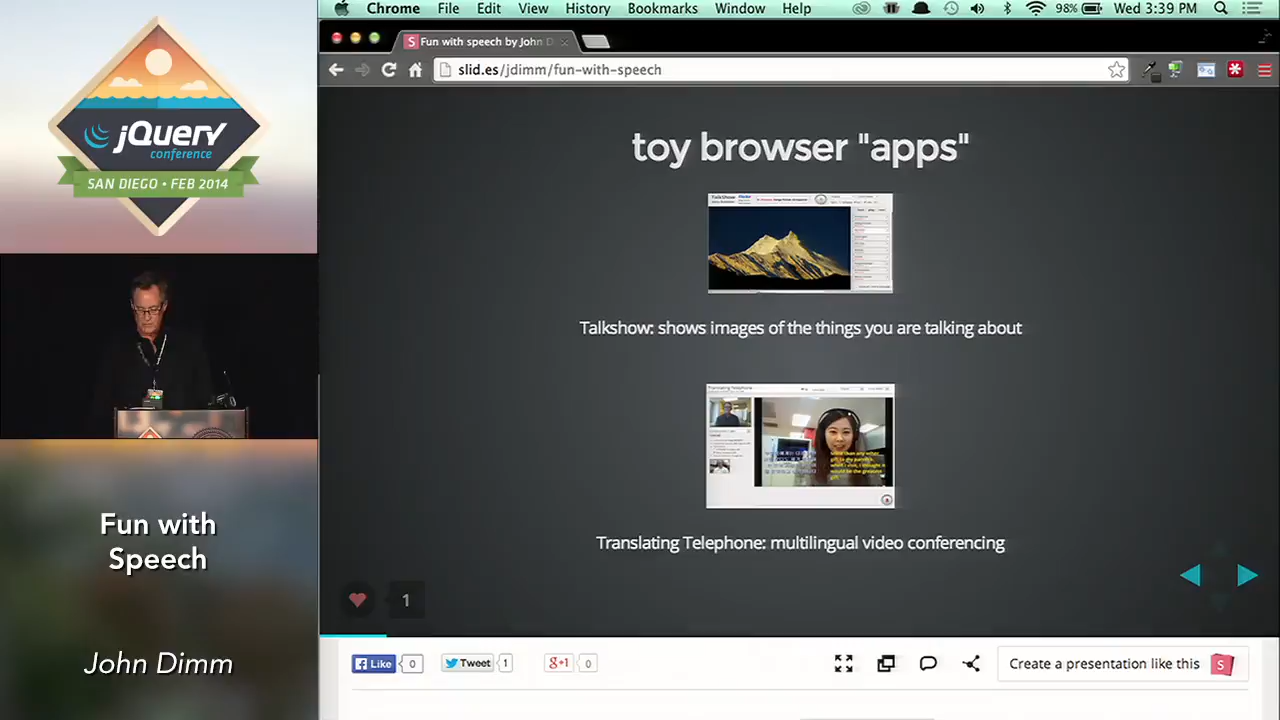 Chrome File Edit View History Bookmarks Window Help 98% Wed 3:39 PM
Fun with speech by John D
slid.es/jdimm/fun-with-speech
jQuery
conference
SAN DIEGO • FEB 2014
toy browser "apps"
TalkShow
Talkshow: shows images of the things you are talking about
Translating Telephone
Translating Telephone: multilingual video conferencing
Fun with
Speech
John Dimm
1
Like 0 Tweet 1 g+1 0 Create a presentation like this S